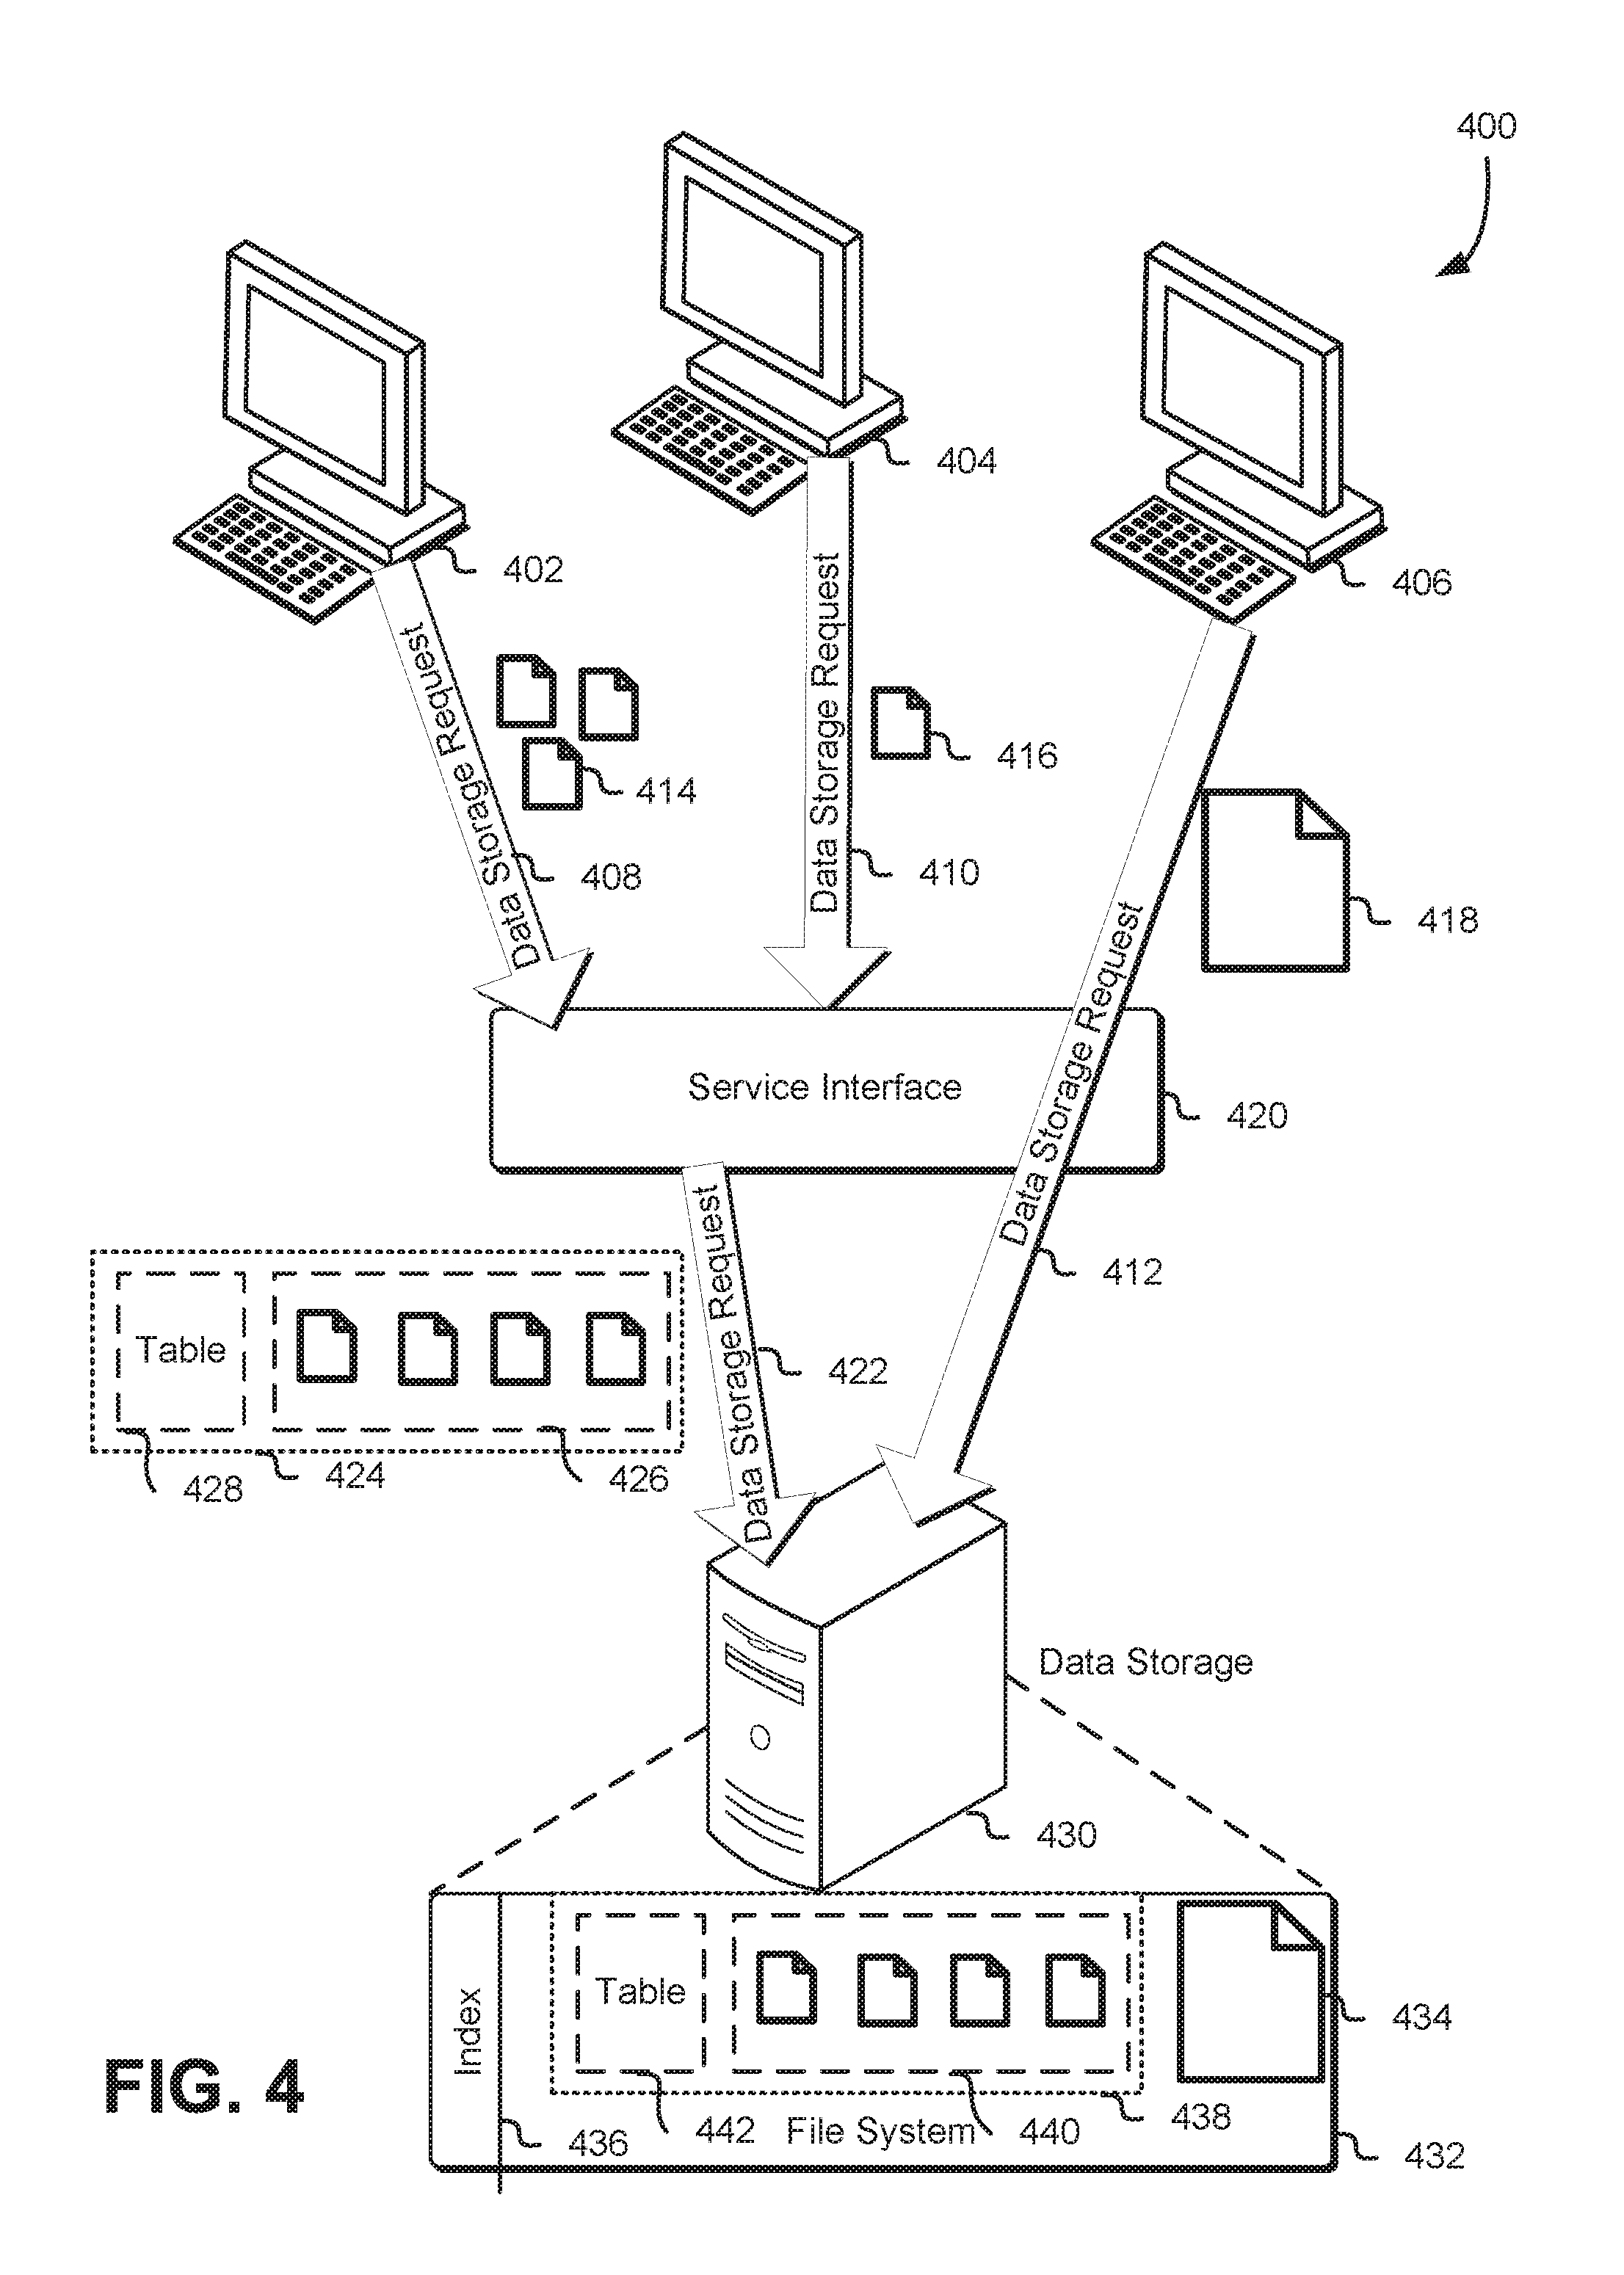 400
404
402
406
Data Storage Request
Data Storage Request
416
414
408
410
418
Service Interface
420
Data Storage Request
412
Data Storage Request
422
Table
428
424
426
Data Storage
430
Index
Table
434
442
File System
440
438
436
432
FIG. 4